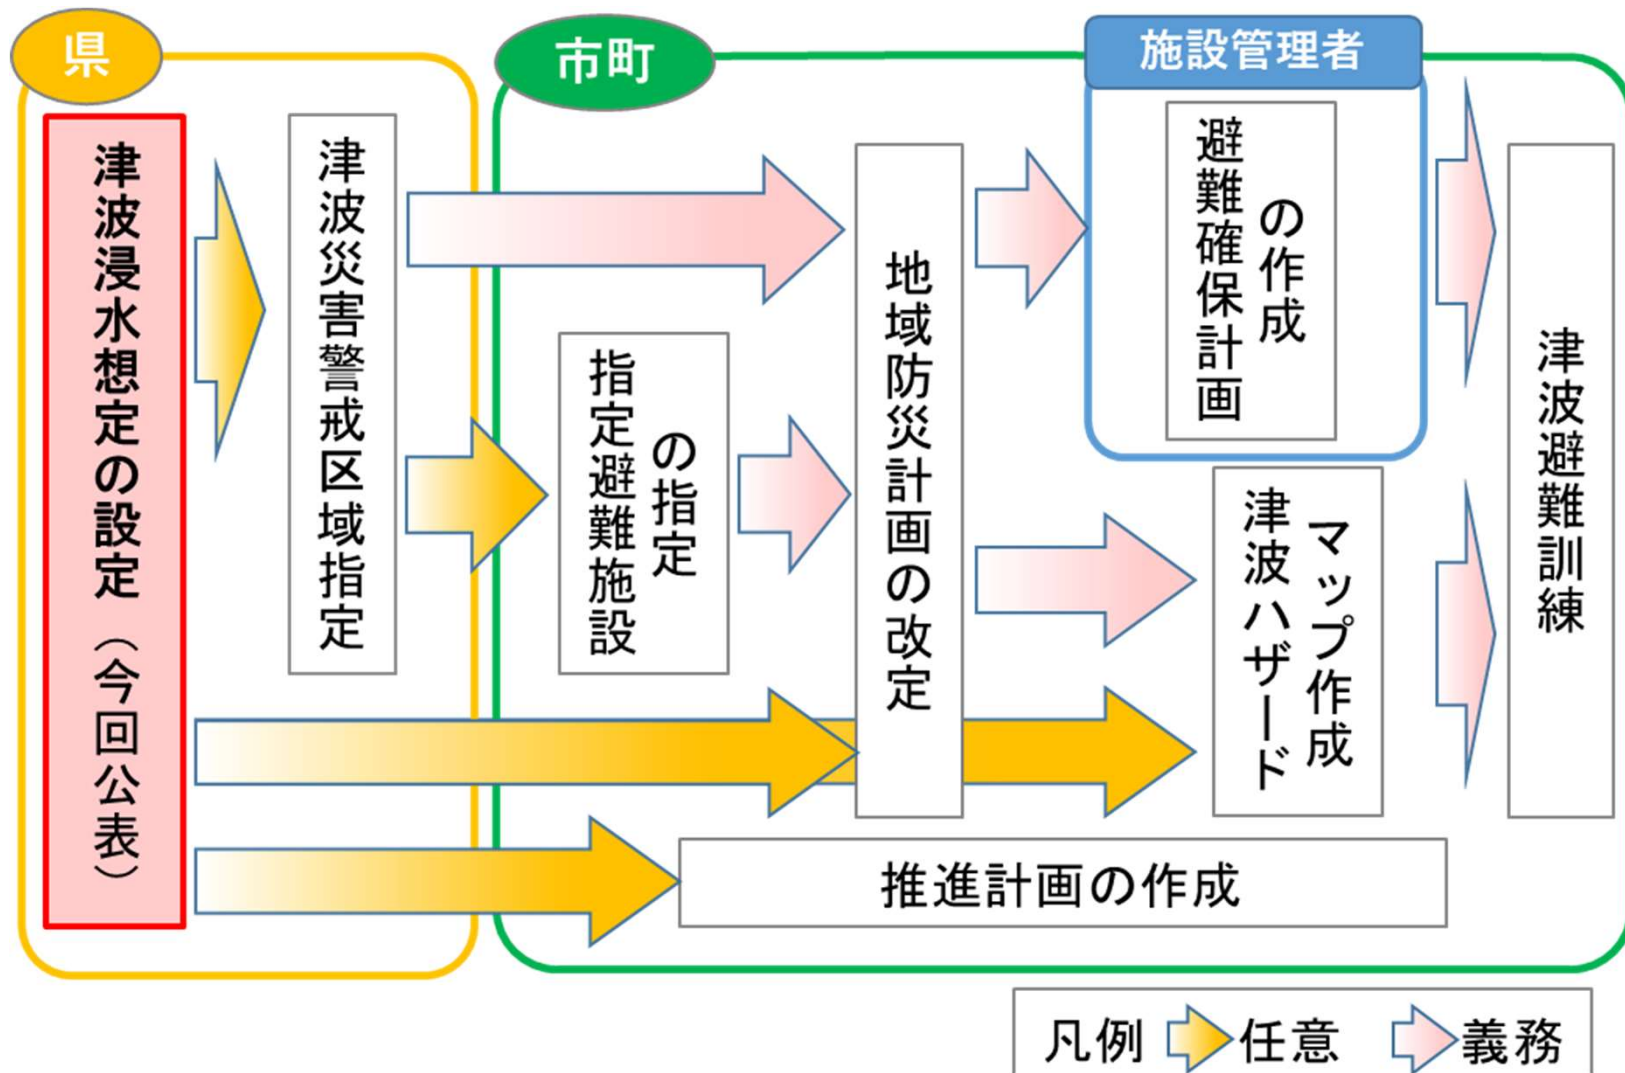 県
市町
施設管理者
津波浸水想定の設定（今回公表）
津波災害警戒区域指定
指定避難施設
の指定
地域防災計画の改定
避難確保計画
の作成
津波ハザード
マップ作成
津波避難訓練
推進計画の作成
凡例 任意 義務